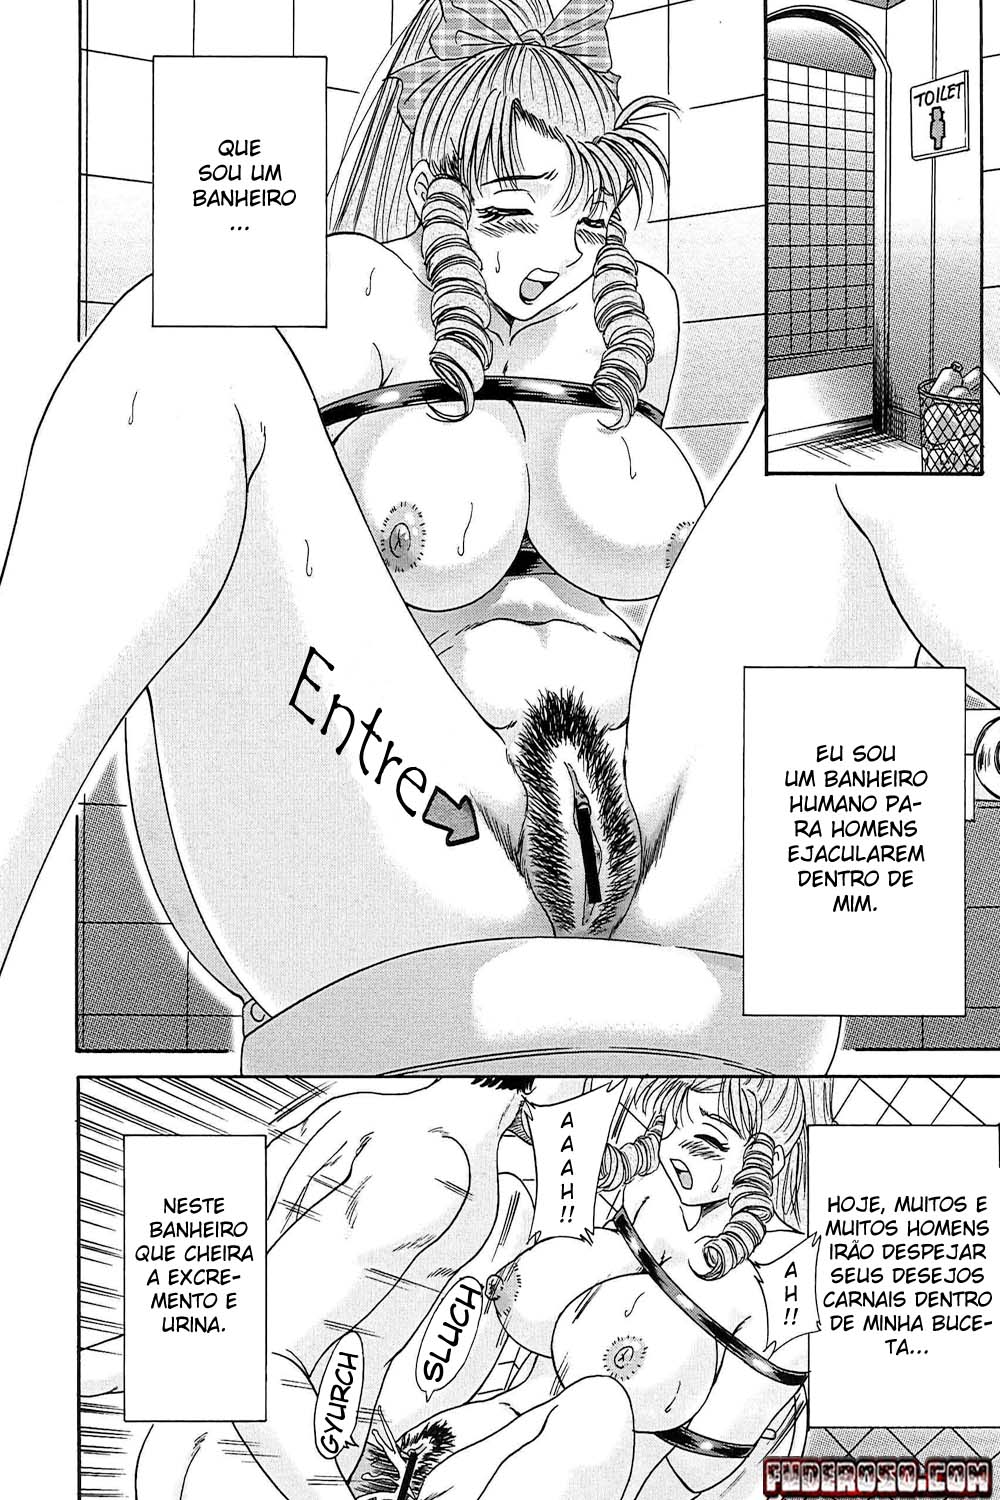 TOILET
QUE
SOU UM
BANHEIRO
...
Entre
EU SOU
UM BANHEIRO
HUMANO PA-
RA HOMENS
EJACULAREM
DENTRO DE
MIM.
HOJE, MUITOS E
MUITOS HOMENS
IRÃO DESPEJAR
SEUS DESEJOS
CARNAIS DENTRO
DE MINHA BUCE-
TA...
AAAH!!
AH!!
SLUCH
GYURCH
NESTE
BANHEIRO
QUE CHEIRA
A EXCRE-
MENTO E
URINA.
FUDEROSO.COM